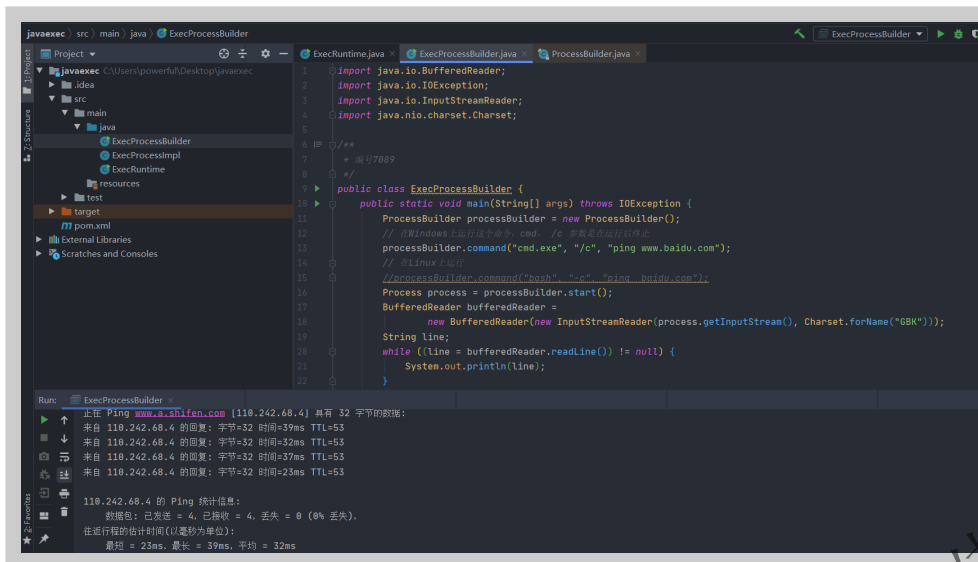 javaexec src main java ExecProcessBuilder
ExecProcessBuilder
Project
ExecRuntime.java
ExecProcessBuilder.java
ProcessBuilder.java
1: Project
Z: Structure
2: Favorites
javaexec C:\Users\powerful\Desktop\javaexec
.idea
src
main
java
ExecProcessBuilder
ExecProcessImpl
ExecRuntime
resources
test
target
pom.xml
External Libraries
Scratches and Consoles
1 import java.io.BufferedReader;
2 import java.io.IOException;
3 import java.io.InputStreamReader;
4 import java.nio.charset.Charset;
5
6 /**
7 * 编号7089
8 */
9 public class ExecProcessBuilder {
10 public static void main(String[] args) throws IOException {
11 ProcessBuilder processBuilder = new ProcessBuilder();
12 // 在Windows上运行这个命令，cmd， /c 参数是在运行后终止
13 processBuilder.command("cmd.exe", "/c", "ping www.baidu.com");
14 // 在Linux上运行
15 //processBuilder.command("bash", "-c", "ping baidu.com");
16 Process process = processBuilder.start();
17 BufferedReader bufferedReader =
18 new BufferedReader(new InputStreamReader(process.getInputStream(), Charset.forName("GBK")));
19 String line;
20 while ((line = bufferedReader.readLine()) != null) {
21 System.out.println(line);
22 }
Run: ExecProcessBuilder
正在 Ping www.a.shifen.com [110.242.68.4] 具有 32 字节的数据:
来自 110.242.68.4 的回复: 字节=32 时间=39ms TTL=53
来自 110.242.68.4 的回复: 字节=32 时间=32ms TTL=53
来自 110.242.68.4 的回复: 字节=32 时间=37ms TTL=53
来自 110.242.68.4 的回复: 字节=32 时间=23ms TTL=53
110.242.68.4 的 Ping 统计信息:
数据包: 已发送 = 4，已接收 = 4，丢失 = 0 (0% 丢失)，
往返行程的估计时间(以毫秒为单位):
最短 = 23ms，最长 = 39ms，平均 = 32ms